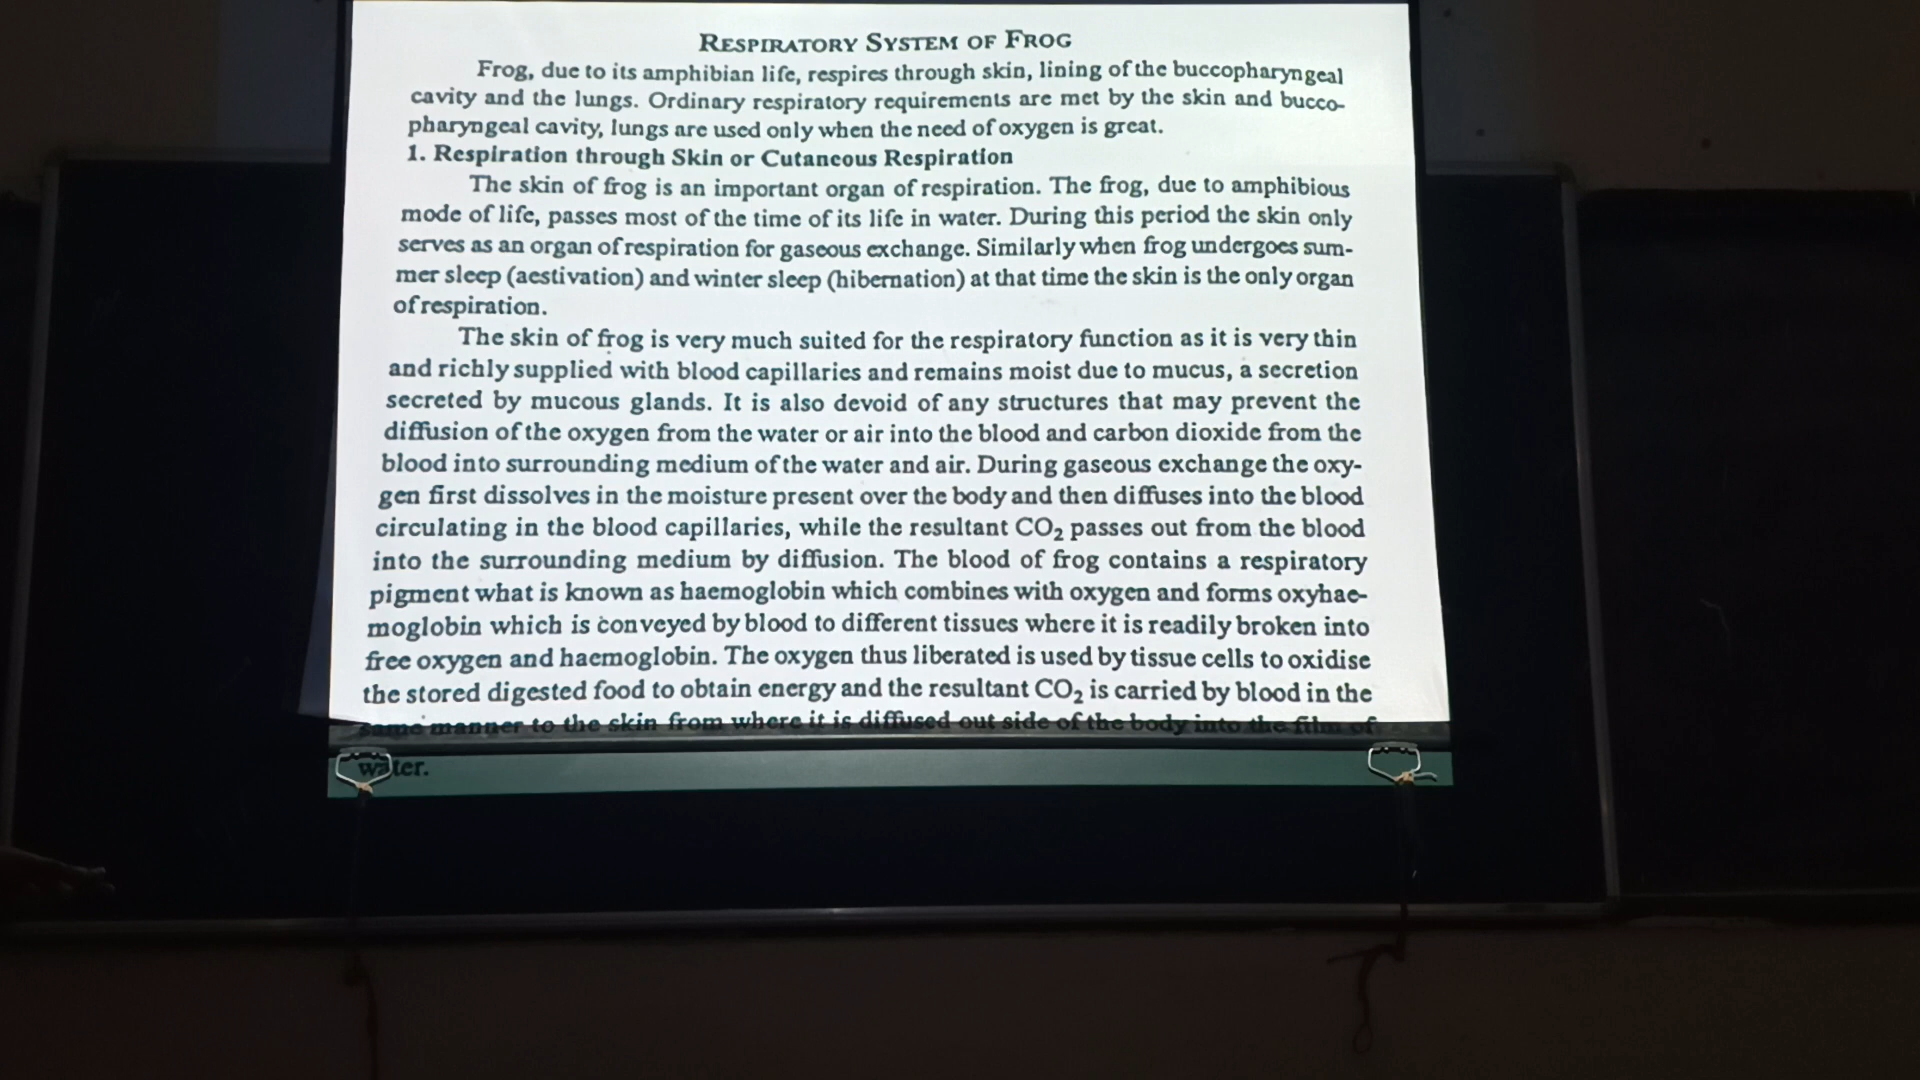 RESPIRATORY SYSTEM OF FROG
Frog, due to its amphibian life, respires through skin, lining of the buccopharyngeal
cavity and the lungs. Ordinary respiratory requirements are met by the skin and bucco-
pharyngeal cavity, lungs are used only when the need of oxygen is great.
1. Respiration through Skin or Cutaneous Respiration
The skin of frog is an important organ of respiration. The frog, due to amphibious
mode of life, passes most of the time of its life in water. During this period the skin only
serves as an organ of respiration for gaseous exchange. Similarly when frog undergoes sum-
mer sleep (aestivation) and winter sleep (hibernation) at that time the skin is the only organ
of respiration.
The skin of frog is very much suited for the respiratory function as it is very thin
and richly supplied with blood capillaries and remains moist due to mucus, a secretion
secreted by mucous glands. It is also devoid of any structures that may prevent the
diffusion of the oxygen from the water or air into the blood and carbon dioxide from the
blood into surrounding medium of the water and air. During gaseous exchange the oxy-
gen first dissolves in the moisture present over the body and then diffuses into the blood
circulating in the blood capillaries, while the resultant CO₂ passes out from the blood
into the surrounding medium by diffusion. The blood of frog contains a respiratory
pigment what is known as haemoglobin which combines with oxygen and forms oxyhae-
moglobin which is conveyed by blood to different tissues where it is readily broken into
free oxygen and haemoglobin. The oxygen thus liberated is used by tissue cells to oxidise
the stored digested food to obtain energy and the resultant CO₂ is carried by blood in the
same manner to the skin from where it is diffused out side of the body into the film of
water.